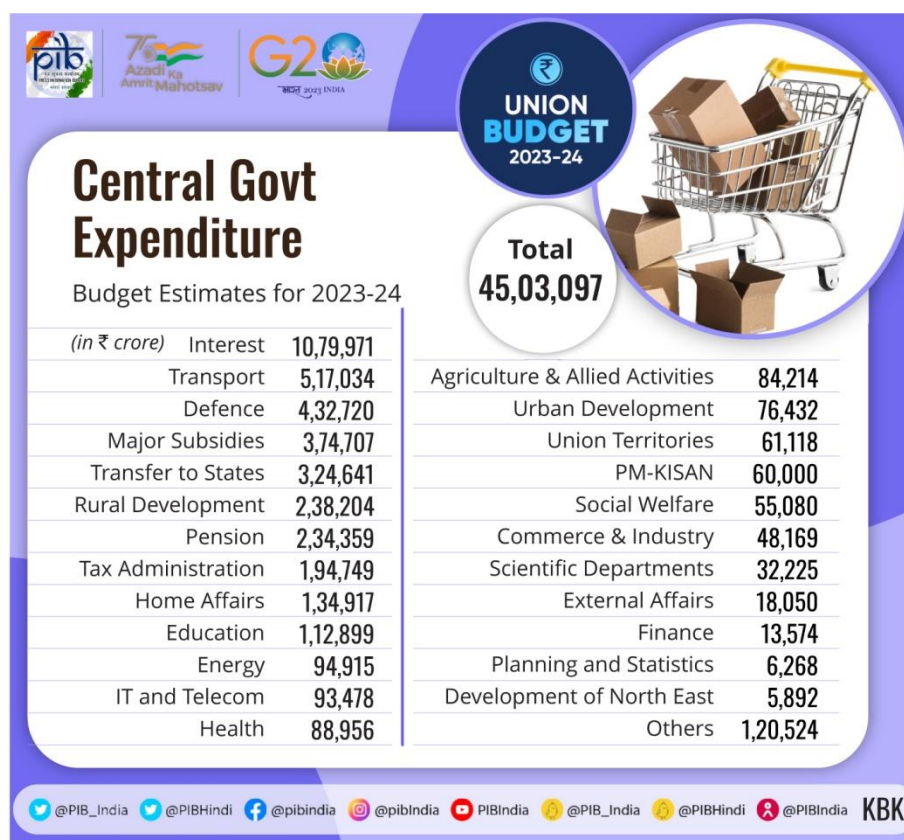 pib
75
Azadi Ka
Amrit Mahotsav
G20
भारत 2023 INDIA
₹
UNION
BUDGET
2023-24
Central Govt
Expenditure
Total
45,03,097
Budget Estimates for 2023-24
(in ₹ crore) Interest 10,79,971
Transport 5,17,034
Defence 4,32,720
Major Subsidies 3,74,707
Transfer to States 3,24,641
Rural Development 2,38,204
Pension 2,34,359
Tax Administration 1,94,749
Home Affairs 1,34,917
Education 1,12,899
Energy 94,915
IT and Telecom 93,478
Health 88,956
Agriculture & Allied Activities 84,214
Urban Development 76,432
Union Territories 61,118
PM-KISAN 60,000
Social Welfare 55,080
Commerce & Industry 48,169
Scientific Departments 32,225
External Affairs 18,050
Finance 13,574
Planning and Statistics 6,268
Development of North East 5,892
Others 1,20,524
@PIB_India @PIBHindi @pibindia @pibIndia PIBIndia @PIB_India @PIBHindi @PIBIndia KBK